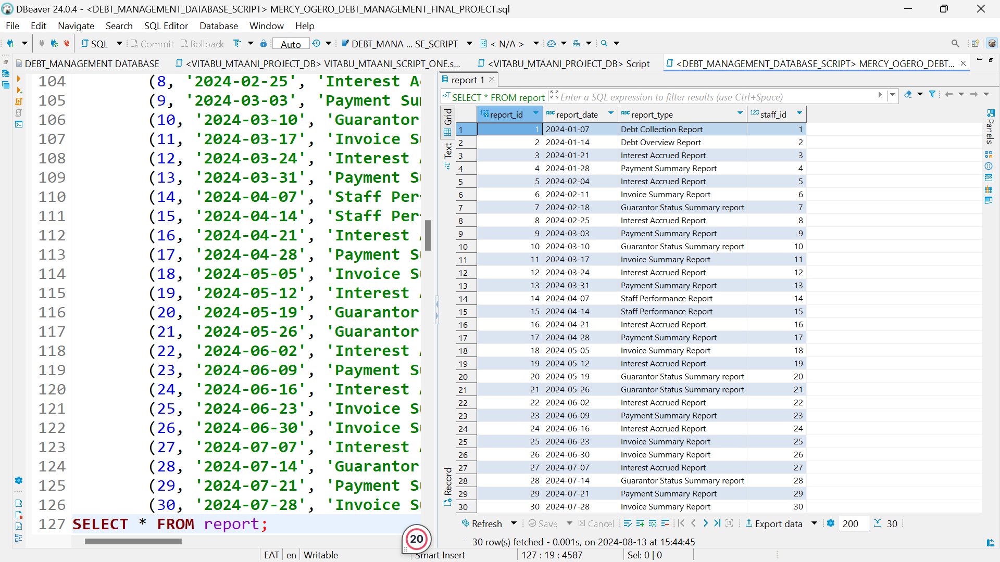 DBeaver 24.0.4 - <DEBT_MANAGEMENT_DATABASE_SCRIPT> MERCY_OGERO_DEBT_MANAGEMENT_FINAL_PROJECT.sql
File Edit Navigate Search SQL Editor Database Window Help
SQL Commit Rollback Auto DEBT_MANA ... SE_SCRIPT < N/A >
DEBT_MANAGEMENT DATABASE <VITABU_MTAANI_PROJECT_DB> VITABU_MTAANI_SCRIPT_ONE.s... <VITABU_MTAANI_PROJECT_DB> Script <DEBT_MANAGEMENT_DATABASE_SCRIPT> MERCY_OGERO_DEBT...
104 (8, '2024-02-25', 'Interest A
105 (9, '2024-03-03', 'Payment Su
106 (10, '2024-03-10', 'Guarantor
107 (11, '2024-03-17', 'Invoice S
108 (12, '2024-03-24', 'Interest
109 (13, '2024-03-31', 'Payment S
110 (14, '2024-04-07', 'Staff Per
111 (15, '2024-04-14', 'Staff Per
112 (16, '2024-04-21', 'Interest
113 (17, '2024-04-28', 'Payment S
114 (18, '2024-05-05', 'Invoice S
115 (19, '2024-05-12', 'Interest
116 (20, '2024-05-19', 'Guarantor
117 (21, '2024-05-26', 'Guarantor
118 (22, '2024-06-02', 'Interest
119 (23, '2024-06-09', 'Payment S
120 (24, '2024-06-16', 'Interest
121 (25, '2024-06-23', 'Invoice S
122 (26, '2024-06-30', 'Invoice S
123 (27, '2024-07-07', 'Interest
124 (28, '2024-07-14', 'Guarantor
125 (29, '2024-07-21', 'Payment S
126 (30, '2024-07-28', 'Invoice S
127 SELECT * FROM report;
report 1
SELECT * FROM report Enter a SQL expression to filter results (use Ctrl+Space)
Grid
Text
Record
Panels
123 report_id ABC report_date ABC report_type 123 staff_id
1 1 2024-01-07 Debt Collection Report 1
2 2 2024-01-14 Debt Overview Report 2
3 3 2024-01-21 Interest Accrued Report 3
4 4 2024-01-28 Payment Summary Report 4
5 5 2024-02-04 Interest Accrued Report 5
6 6 2024-02-11 Invoice Summary Report 6
7 7 2024-02-18 Guarantor Status Summary report 7
8 8 2024-02-25 Interest Accrued Report 8
9 9 2024-03-03 Payment Summary Report 9
10 10 2024-03-10 Guarantor Status Summary report 10
11 11 2024-03-17 Invoice Summary Report 11
12 12 2024-03-24 Interest Accrued Report 12
13 13 2024-03-31 Payment Summary Report 13
14 14 2024-04-07 Staff Performance Report 14
15 15 2024-04-14 Staff Performance Report 15
16 16 2024-04-21 Interest Accrued Report 16
17 17 2024-04-28 Payment Summary Report 17
18 18 2024-05-05 Invoice Summary Report 18
19 19 2024-05-12 Interest Accrued Report 19
20 20 2024-05-19 Guarantor Status Summary report 20
21 21 2024-05-26 Guarantor Status Summary report 21
22 22 2024-06-02 Interest Accrued Report 22
23 23 2024-06-09 Payment Summary Report 23
24 24 2024-06-16 Interest Accrued Report 24
25 25 2024-06-23 Invoice Summary Report 25
26 26 2024-06-30 Invoice Summary Report 26
27 27 2024-07-07 Interest Accrued Report 27
28 28 2024-07-14 Guarantor Status Summary report 28
29 29 2024-07-21 Payment Summary Report 29
30 30 2024-07-28 Invoice Summary Report 30
Refresh Save Cancel Export data 200 30
20
30 row(s) fetched - 0.001s, on 2024-08-13 at 15:44:45
EAT en Writable Smart Insert 127 : 19 : 4587 Sel: 0 | 0